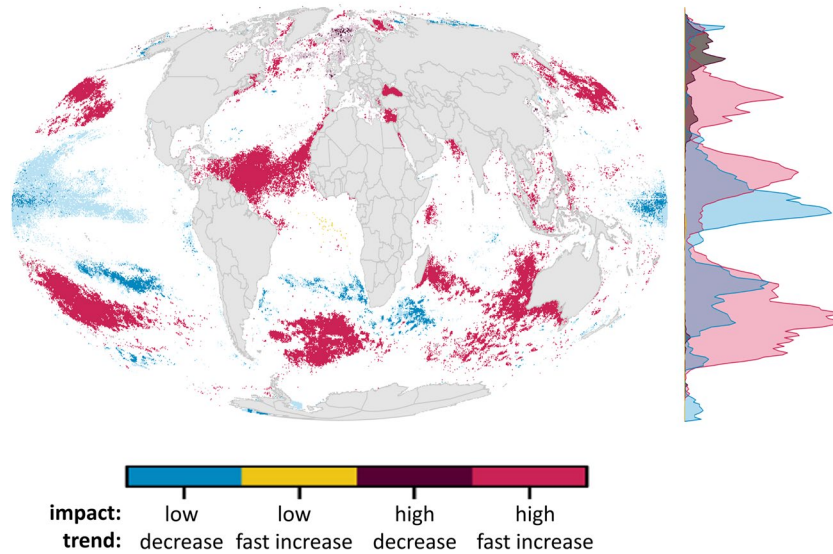 impact: low low high high
trend: decrease fast increase decrease fast increase